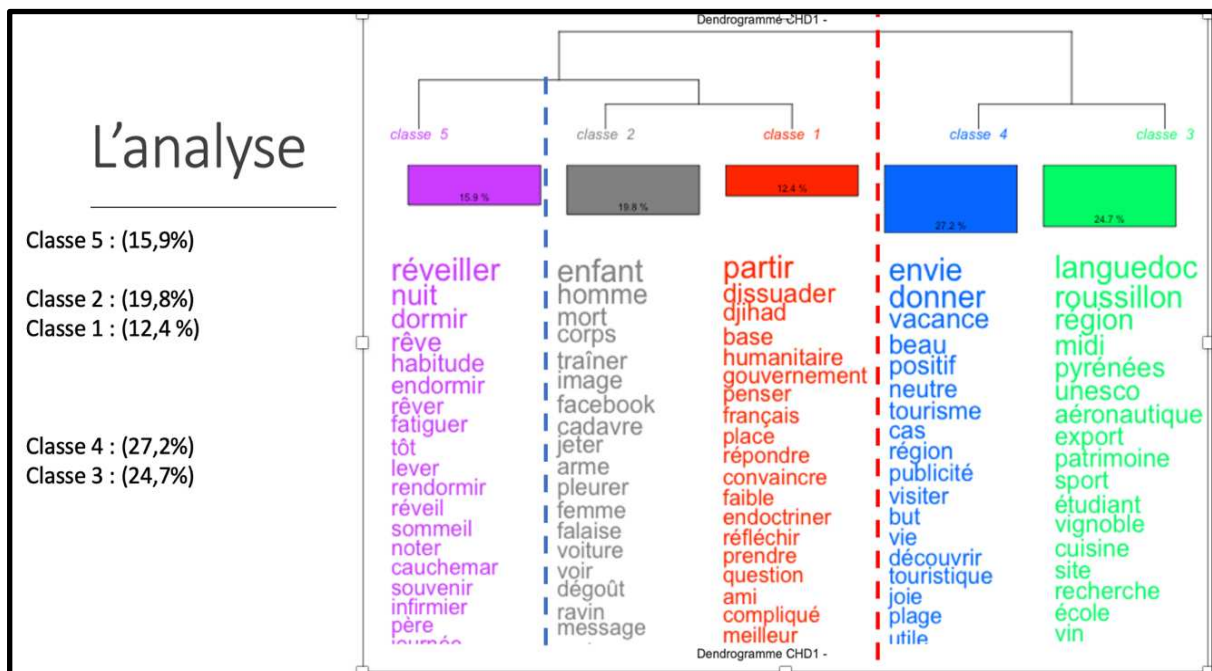 L'analyse
Classe 5 : (15,9%)
Classe 2 : (19,8%)
Classe 1 : (12,4 %)
Classe 4 : (27,2%)
Classe 3 : (24,7%)
Dendrogramme CHD1 -
classe 5
15.9 %
réveiller
nuit
dormir
rêve
habitude
endormir
rêver
fatiguer
tôt
lever
rendormir
réveil
sommeil
noter
cauchemar
souvenir
infirmier
père
journée
classe 2
19.8 %
enfant
homme
mort
corps
traîner
image
facebook
cadavre
jeter
arme
pleurer
femme
falaise
voiture
voir
dégoût
ravin
message
classe 1
12.4 %
partir
dissuader
djihad
base
humanitaire
gouvernement
penser
français
place
répondre
convaincre
faible
endoctriner
réfléchir
prendre
question
ami
compliqué
meilleur
classe 4
27.2 %
envie
donner
vacance
beau
positif
neutre
tourisme
cas
région
publicité
visiter
but
vie
découvrir
touristique
joie
plage
utile
classe 3
24.7 %
languedoc
roussillon
région
midi
pyrénées
unesco
aéronautique
export
patrimoine
sport
étudiant
vignoble
cuisine
site
recherche
école
vin
Dendrogramme CHD1 -